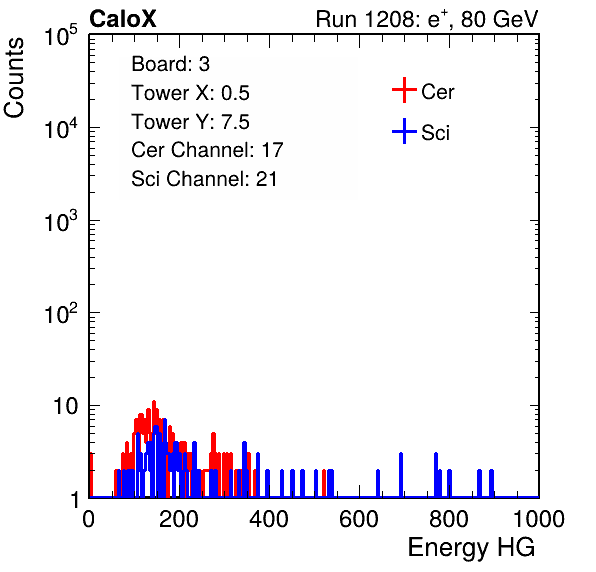 CaloX Run 1208: e⁺, 80 GeV
Counts
10⁵
10⁴
10³
10²
10
1
Board: 3
Tower X: 0.5
Tower Y: 7.5
Cer Channel: 17
Sci Channel: 21
Cer
Sci
0 200 400 600 800 1000
Energy HG